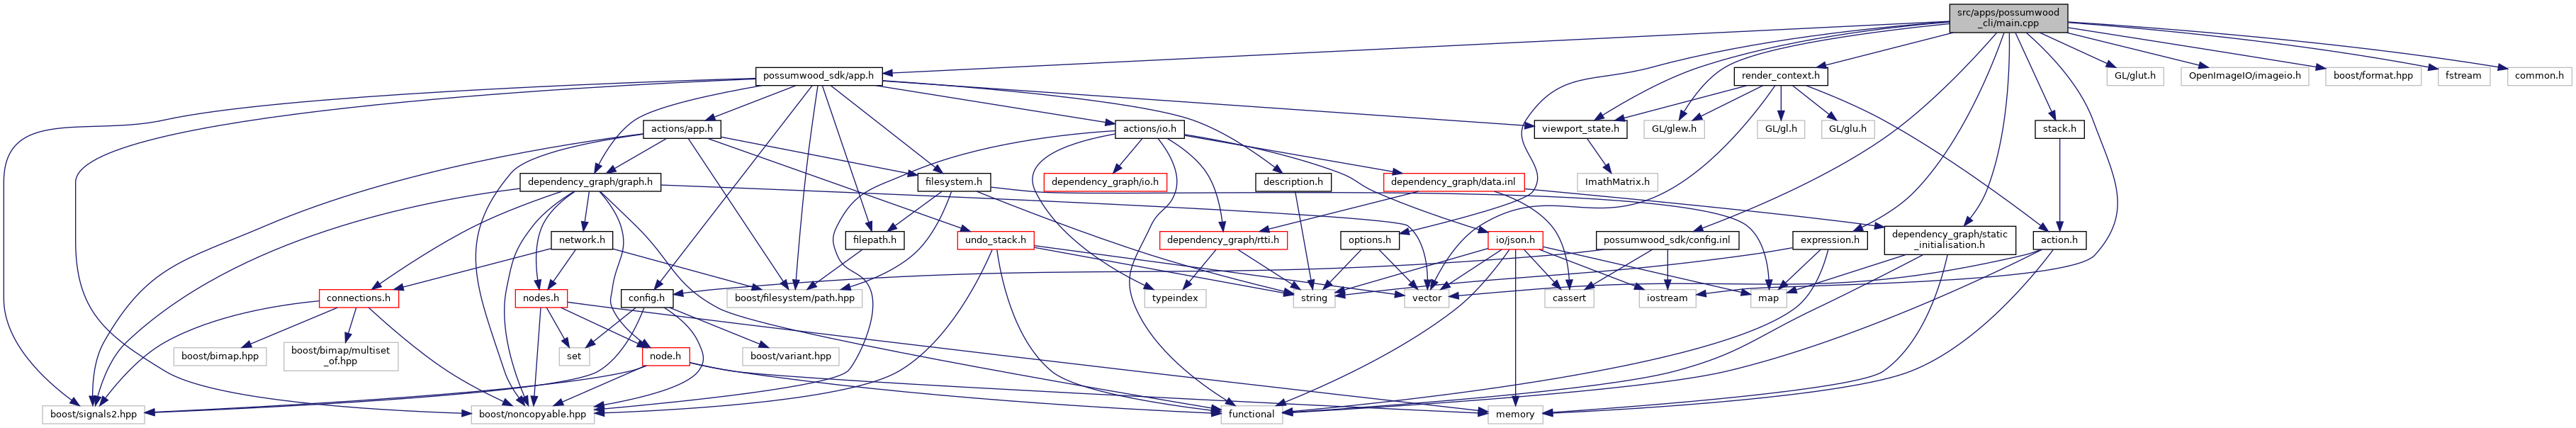 src/apps/possumwood
_cli/main.cpp
possumwood_sdk/app.h
render_context.h
GL/glut.h
OpenImageIO/imageio.h
boost/format.hpp
fstream
common.h
actions/app.h
actions/io.h
viewport_state.h
GL/glew.h
GL/gl.h
GL/glu.h
stack.h
dependency_graph/graph.h
filesystem.h
dependency_graph/io.h
description.h
dependency_graph/data.inl
ImathMatrix.h
network.h
filepath.h
undo_stack.h
dependency_graph/rtti.h
options.h
io/json.h
possumwood_sdk/config.inl
expression.h
dependency_graph/static
_initialisation.h
action.h
connections.h
nodes.h
config.h
boost/filesystem/path.hpp
typeindex
string
vector
cassert
iostream
map
boost/bimap.hpp
boost/bimap/multiset
_of.hpp
set
node.h
boost/variant.hpp
boost/signals2.hpp
boost/noncopyable.hpp
functional
memory